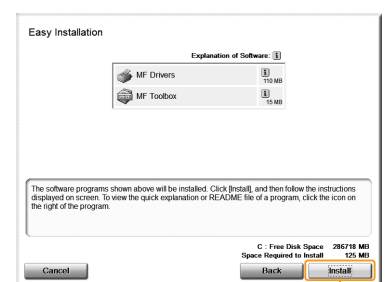 Easy Installation
Explanation of Software:
MF Drivers
110 MB
MF Toolbox
15 MB
The software programs shown above will be installed. Click [Install], and then follow the instructions
displayed on screen. To view the quick explanation or README file of a program, click the icon on
the right of the program.
C : Free Disk Space 286718 MB
Space Required to Install 125 MB
Cancel Back Install